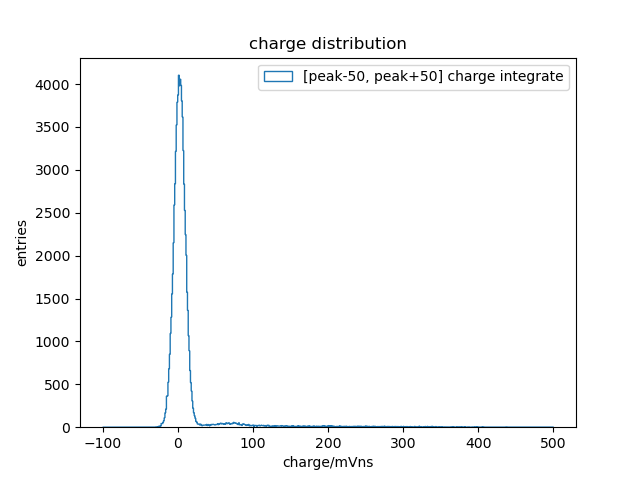 charge distribution
[peak-50, peak+50] charge integrate
4000
3500
3000
2500
2000
1500
1000
500
0
entries
−100 0 100 200 300 400 500
charge/mVns